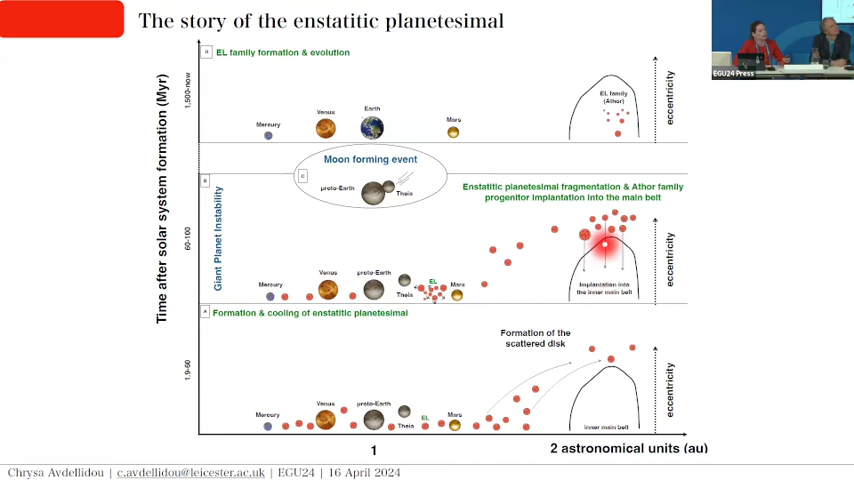 The story of the enstatitic planetesimal
EGU24 Press
Time after solar system formation (Myr)
1,500-now
D
EL family formation & evolution
Mercury
Venus
Earth
Mars
EL family
(Athor)
eccentricity
Moon forming event
C
proto-Earth
Theia
60-100
B
Giant Planet Instability
Enstatitic planetesimal fragmentation & Athor family
progenitor implantation into the main belt
Mercury
Venus
proto-Earth
Theia
EL
Mars
Implantation into
the inner main belt
eccentricity
1.9-60
A
Formation & cooling of enstatitic planetesimal
Formation of the
scattered disk
Mercury
Venus
proto-Earth
Theia
EL
Mars
inner main belt
eccentricity
1
2 astronomical units (au)
Chrysa Avdellidou | c.avdellidou@leicester.ac.uk | EGU24 | 16 April 2024